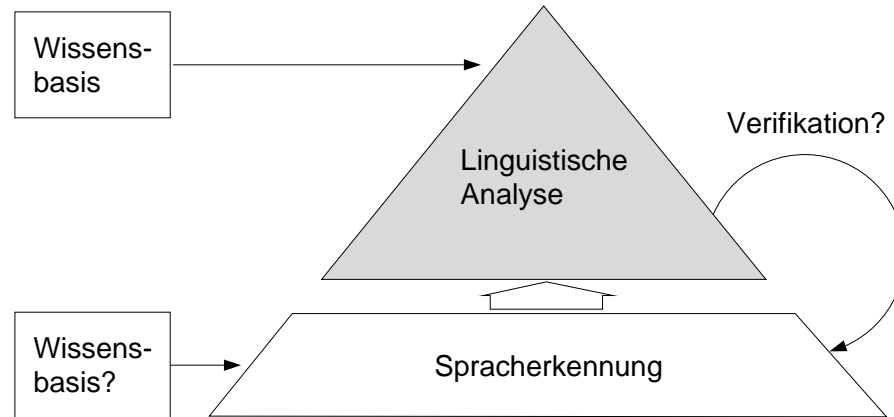 Wissens-
basis
Verifikation?
Linguistische
Analyse
Wissens-
basis?
Spracherkennung